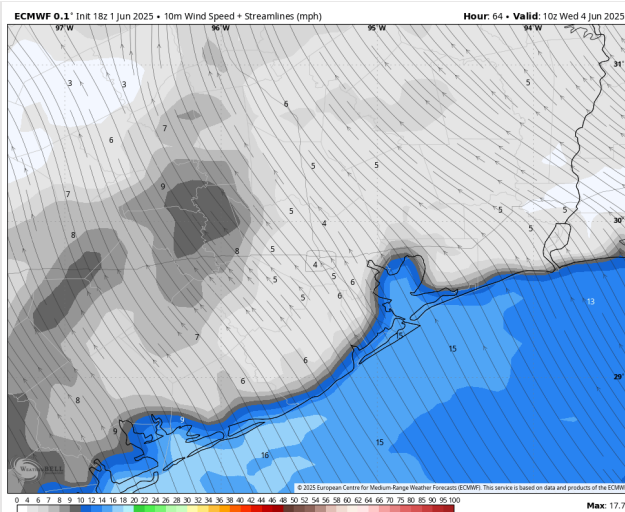 ECMWF 0.1° Init 18z 1 Jun 2025 • 10m Wind Speed + Streamlines (mph) Hour: 64 • Valid: 10z Wed 4 Jun 2025
97°W 96°W 95°W 94°W
31°
3 3 5
6
7
6
5 5
9
7
5 5 5
4 30°
5
8
8 5
4
5 5 6
5 6
13
7 15
15
6
6 29°
8
9
9
15
16
WeatherBELL
© 2025 European Centre for Medium-Range Weather Forecasts (ECMWF). This service is based on data and products of the ECMW
0 4 6 7 8 9 10 12 14 16 18 20 22 24 26 28 30 32 34 36 38 40 42 44 46 48 50 52 54 56 58 60 62 64 66 68 70 75 80 85 90 95 100
Max: 17.7